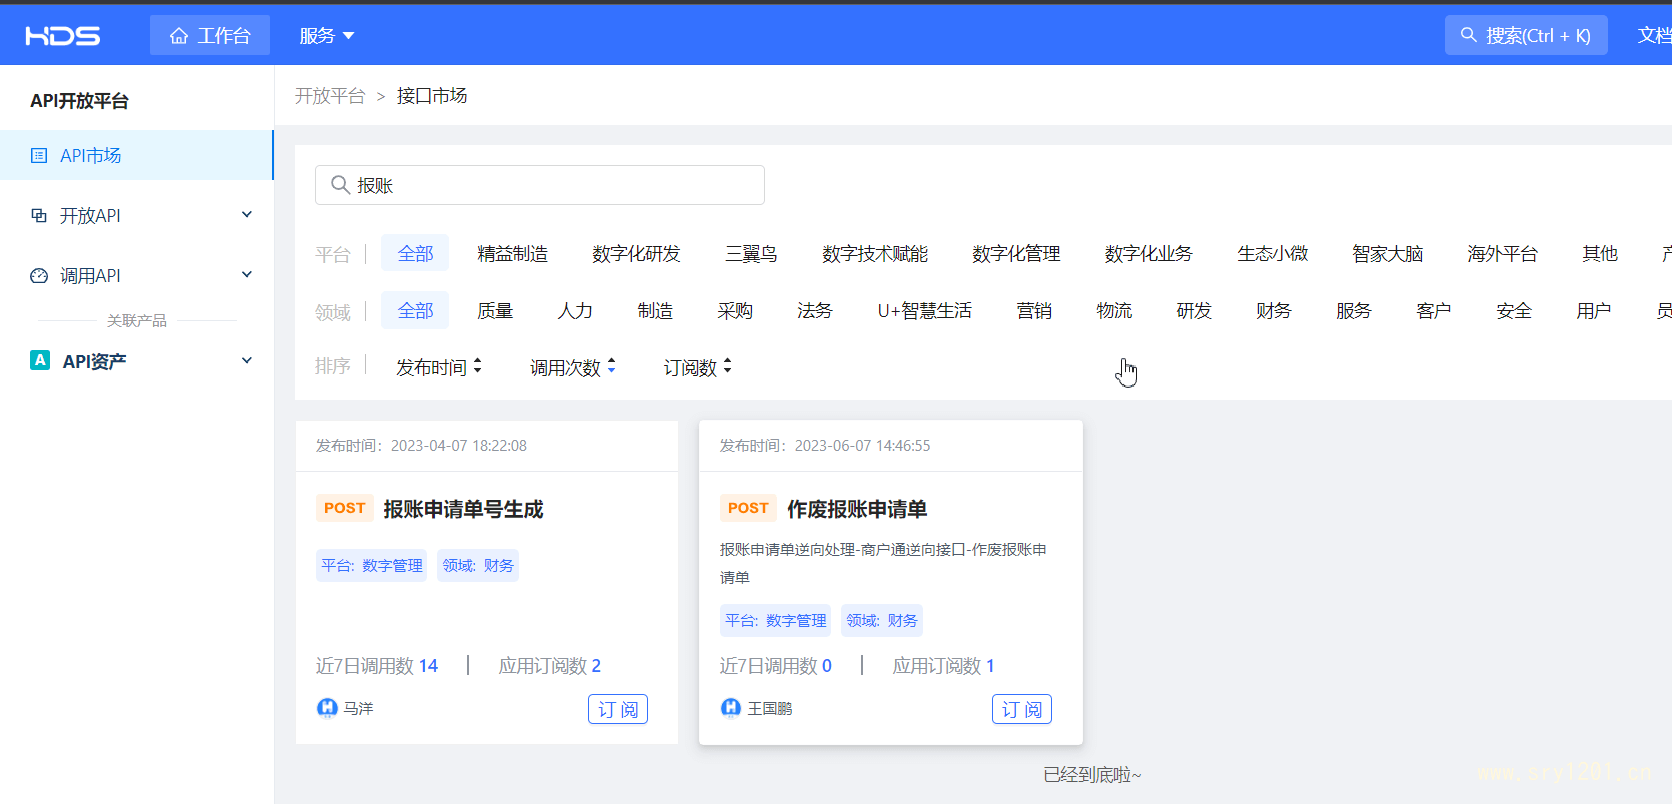 HDS 工作台 服务 搜索(Ctrl + K) 文档
API开放平台
开放平台 > 接口市场
API市场
报账
开放API
平台 全部 精益制造 数字化研发 三翼鸟 数字技术赋能 数字化管理 数字化业务 生态小微 智家大脑 海外平台 其他
调用API
领域 全部 质量 人力 制造 采购 法务 U+智慧生活 营销 物流 研发 财务 服务 客户 安全 用户 员
关联产品
A API资产
排序 发布时间 调用次数 订阅数
发布时间：2023-04-07 18:22:08
POST 报账申请单号生成
平台: 数字管理 领域: 财务
近7日调用数 14 应用订阅数 2
马洋 订 阅
发布时间：2023-06-07 14:46:55
POST 作废报账申请单
报账申请单逆向处理-商户通逆向接口-作废报账申
请单
平台: 数字管理 领域: 财务
近7日调用数 0 应用订阅数 1
王国鹏 订 阅
已经到底啦~
www.sry1201.cn